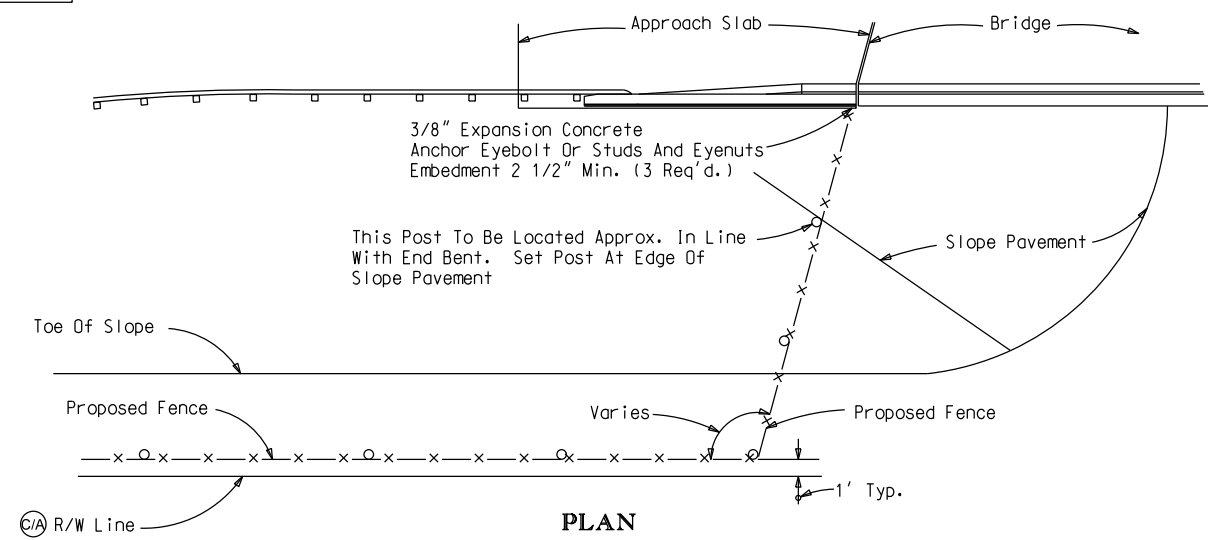 Approach Slab
Bridge
3/8" Expansion Concrete
Anchor Eyebolt Or Studs And Eyenuts
Embedment 2 1/2" Min. (3 Req'd.)
This Post To Be Located Approx. In Line
With End Bent. Set Post At Edge Of
Slope Pavement
Slope Pavement
Toe Of Slope
Proposed Fence
Varies
Proposed Fence
1' Typ.
C/A R/W Line
PLAN